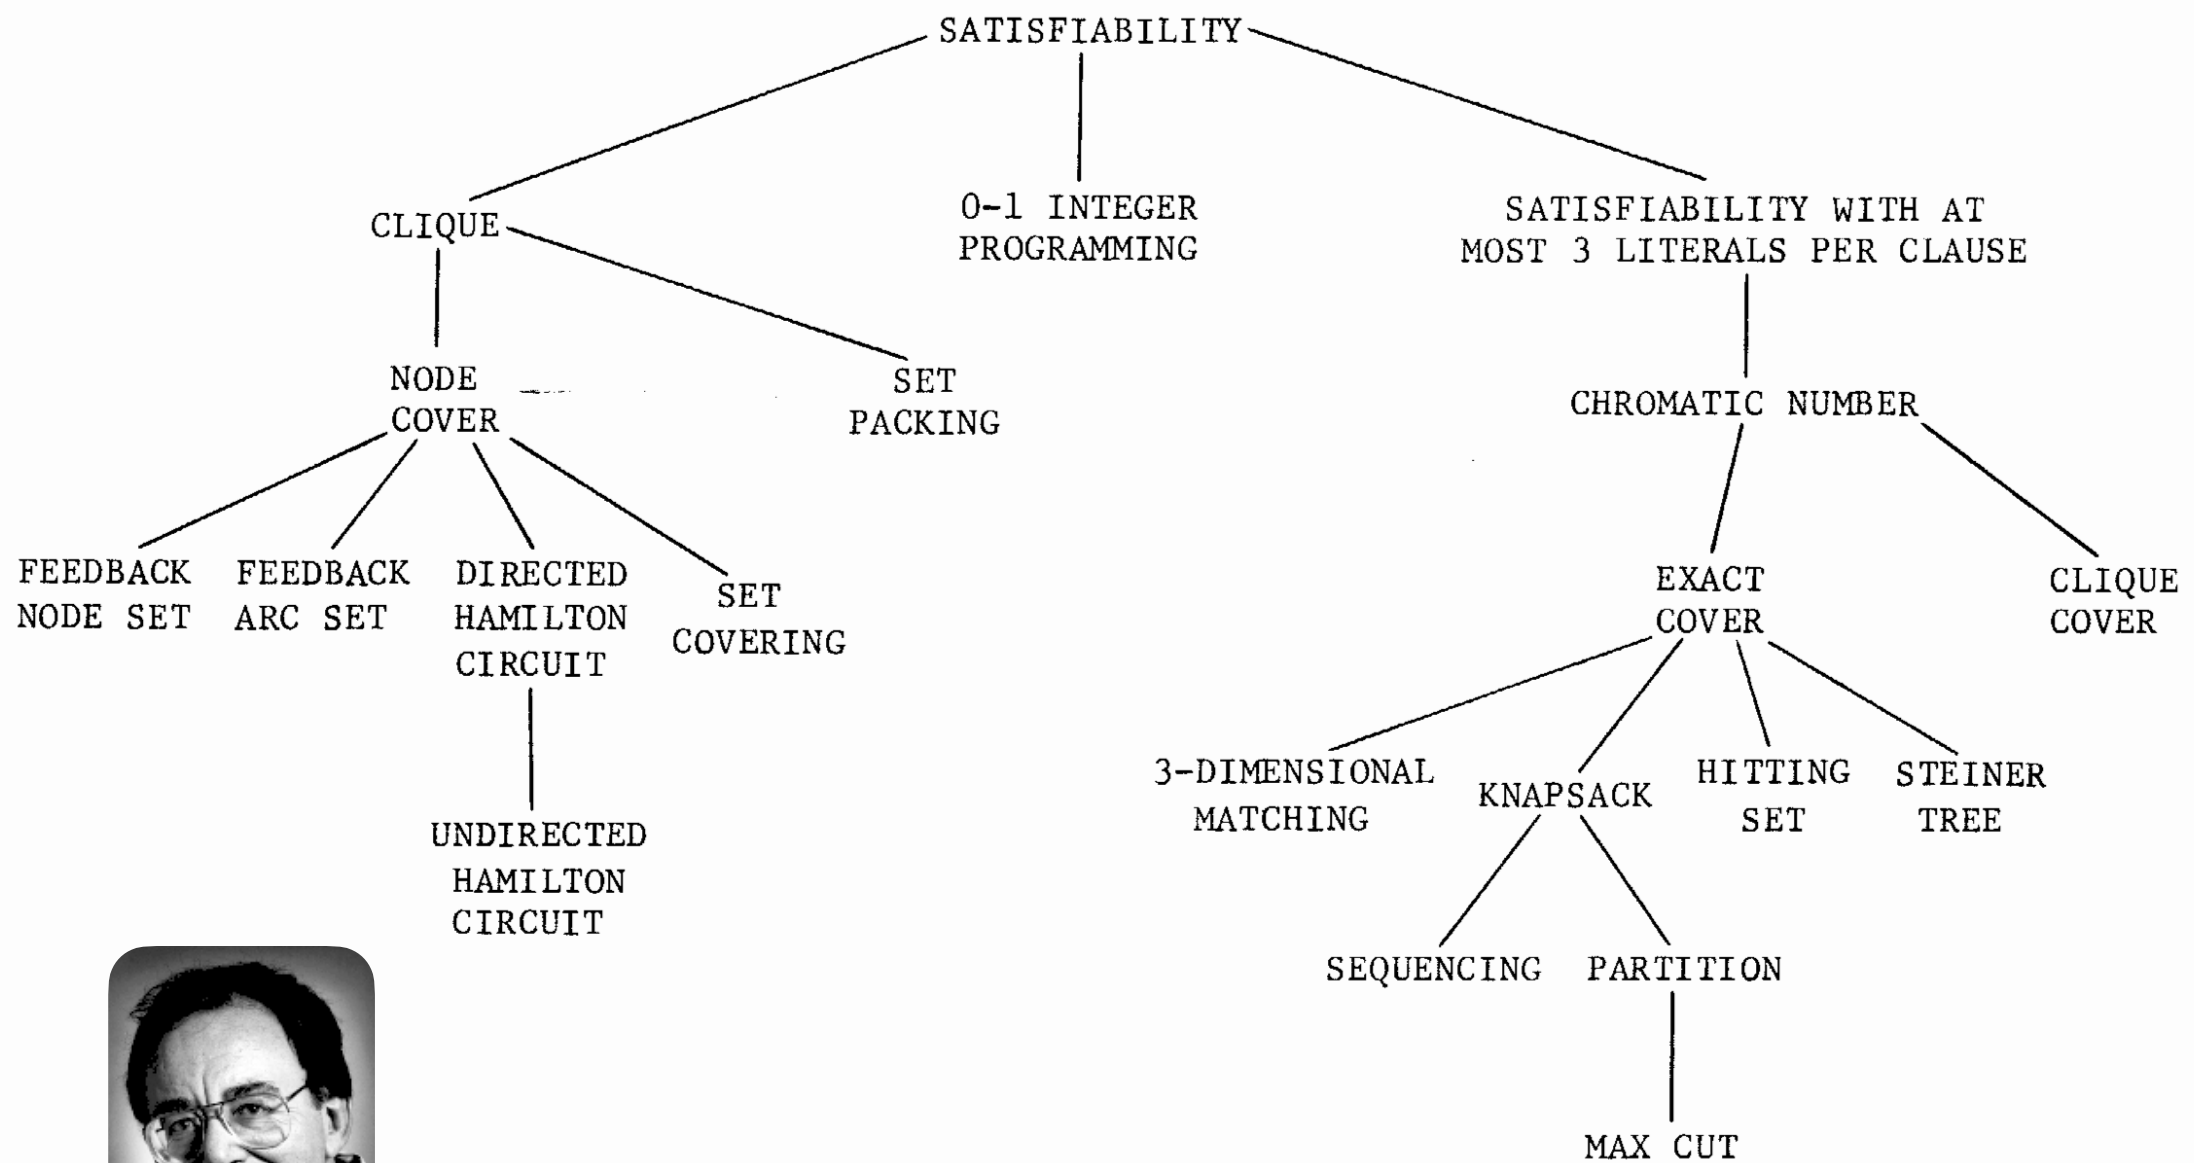 SATISFIABILITY
CLIQUE
0-1 INTEGER
PROGRAMMING
SATISFIABILITY WITH AT
MOST 3 LITERALS PER CLAUSE
NODE
COVER
SET
PACKING
CHROMATIC NUMBER
FEEDBACK
NODE SET
FEEDBACK
ARC SET
DIRECTED
HAMILTON
CIRCUIT
SET
COVERING
EXACT
COVER
CLIQUE
COVER
UNDIRECTED
HAMILTON
CIRCUIT
3-DIMENSIONAL
MATCHING
KNAPSACK
HITTING
SET
STEINER
TREE
SEQUENCING
PARTITION
MAX CUT